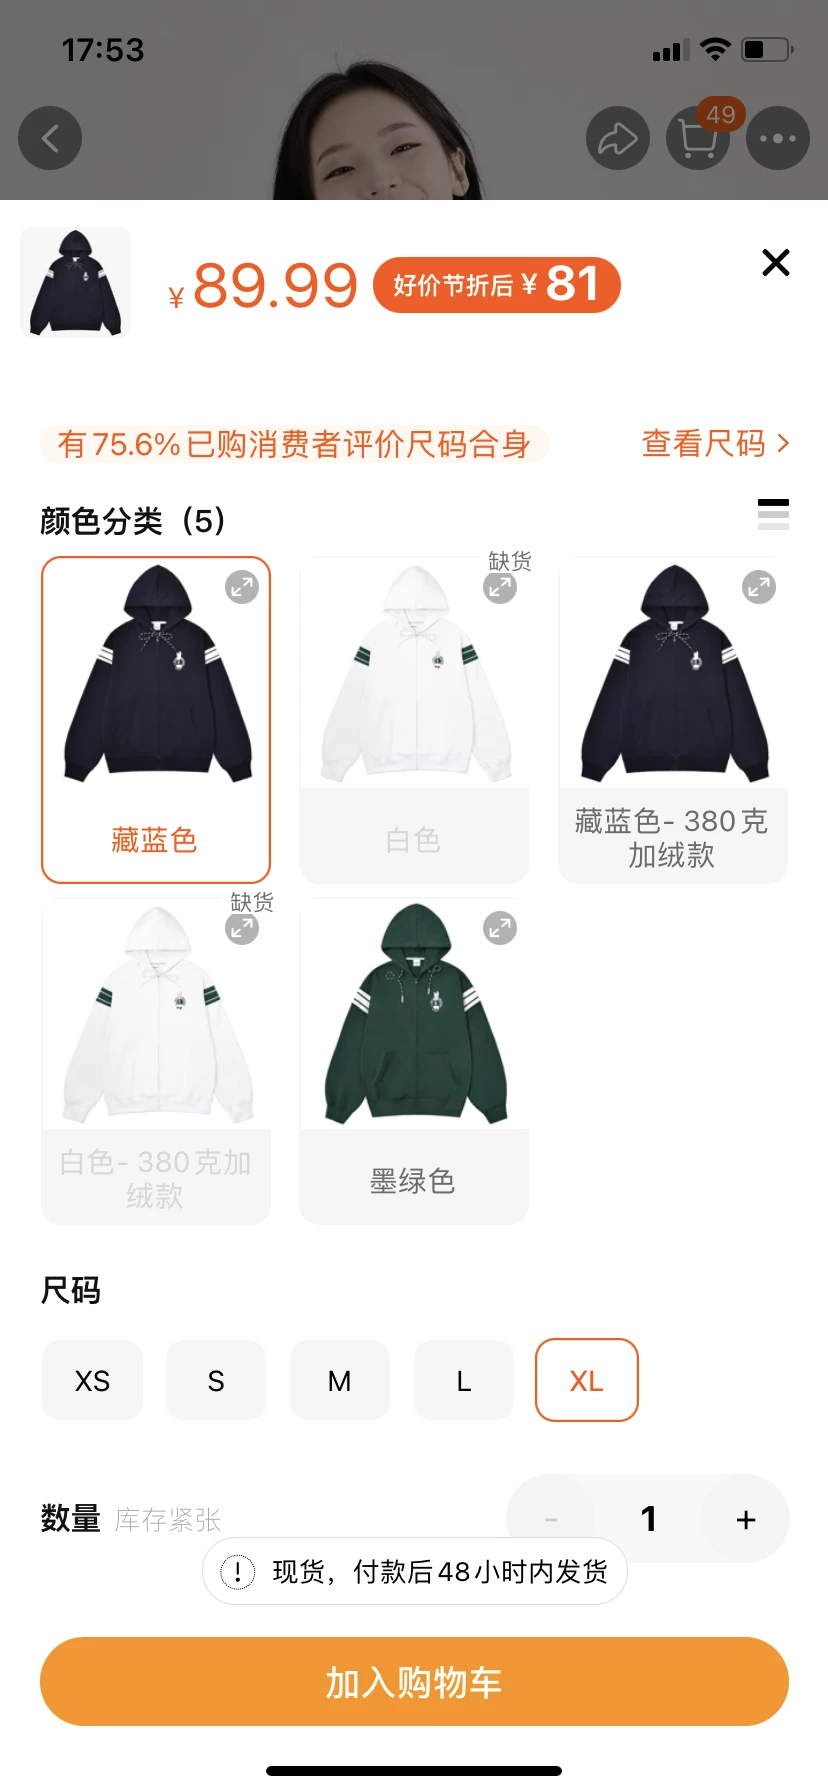 17:53
49
¥89.99 好价节折后¥81
有75.6%已购消费者评价尺码合身 查看尺码 >
颜色分类（5）
缺货
藏蓝色
白色
藏蓝色- 380克
加绒款
缺货
白色- 380克加
绒款
墨绿色
尺码
XS S M L XL
数量 库存紧张 - 1 +
! 现货，付款后48小时内发货
加入购物车